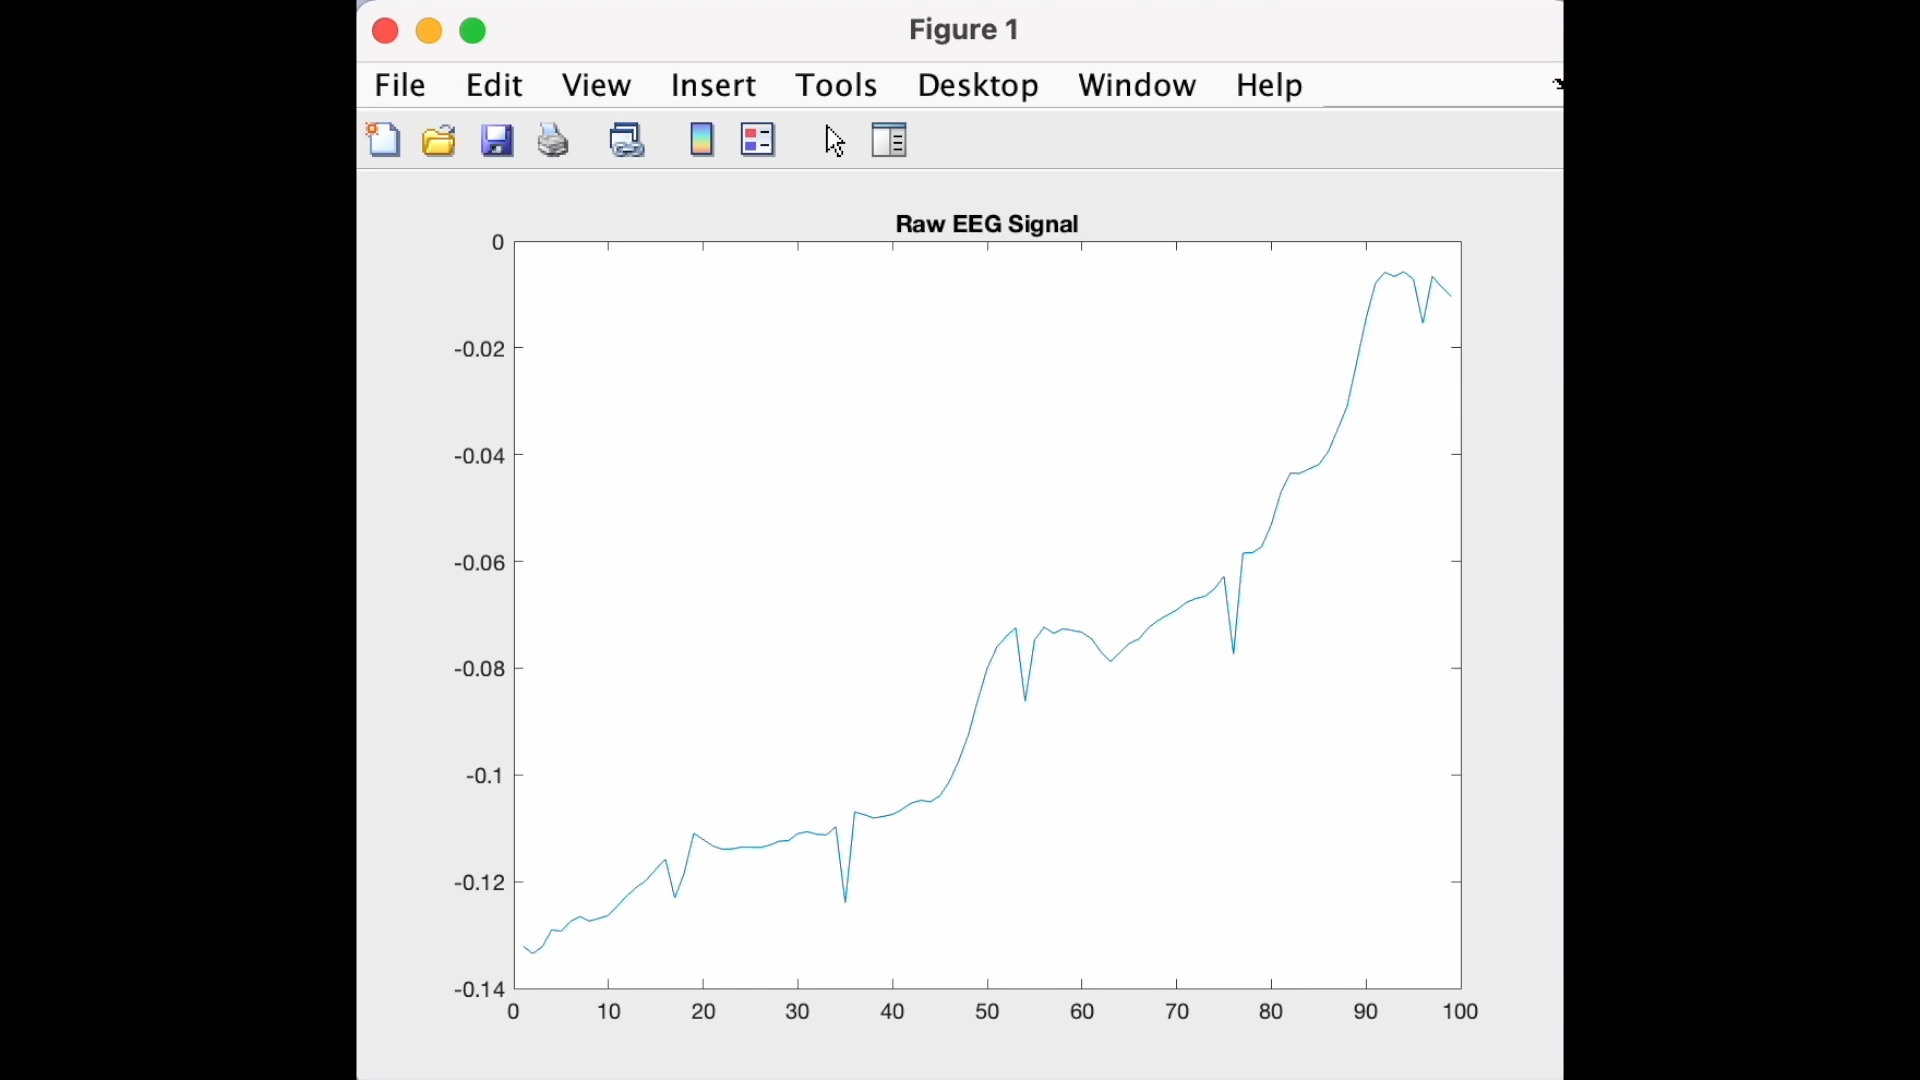 Figure 1
File Edit View Insert Tools Desktop Window Help
Raw EEG Signal
0
-0.02
-0.04
-0.06
-0.08
-0.1
-0.12
-0.14
0 10 20 30 40 50 60 70 80 90 100